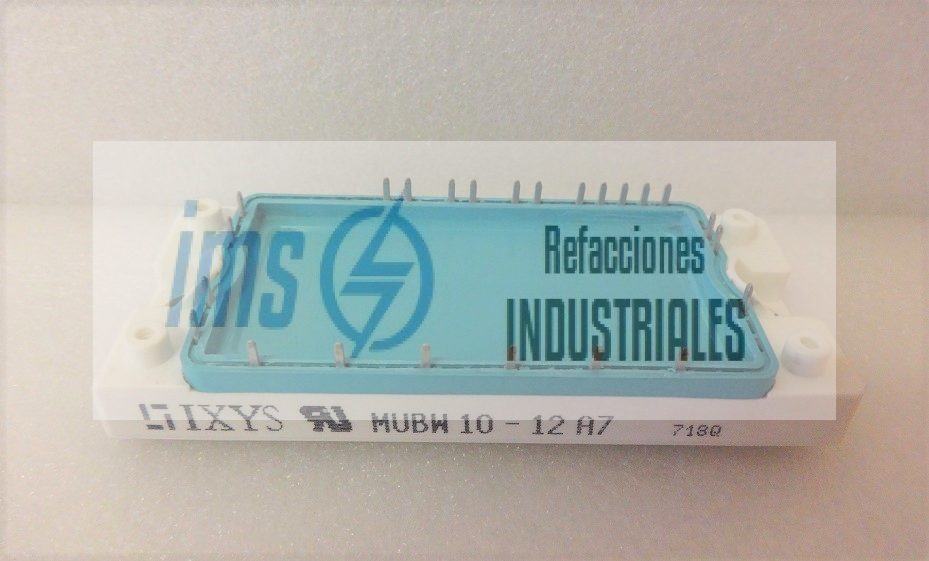 ims
Refacciones
INDUSTRIALES
IXYS MUBW 10 - 12 A7 718Q